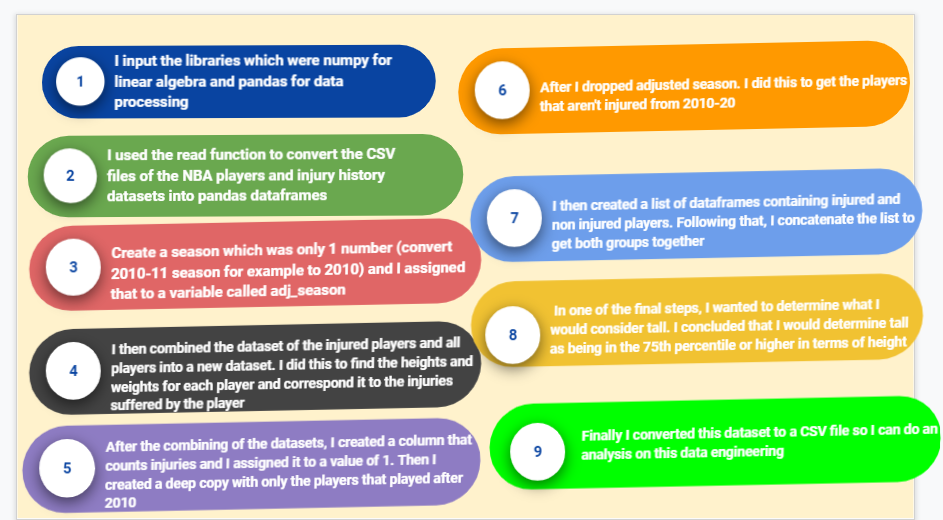 1
I input the libraries which were numpy for
linear algebra and pandas for data
processing
2
I used the read function to convert the CSV
files of the NBA players and injury history
datasets into pandas dataframes
3
Create a season which was only 1 number (convert
2010-11 season for example to 2010) and I assigned
that to a variable called adj_season
4
I then combined the dataset of the injured players and all
players into a new dataset. I did this to find the heights and
weights for each player and correspond it to the injuries
suffered by the player
5
After the combining of the datasets, I created a column that
counts injuries and I assigned it to a value of 1. Then I
created a deep copy with only the players that played after
2010
6
After I dropped adjusted season. I did this to get the players
that aren't injured from 2010-20
7
I then created a list of dataframes containing injured and
non injured players. Following that, I concatenate the list to
get both groups together
8
In one of the final steps, I wanted to determine what I
would consider tall. I concluded that I would determine tall
as being in the 75th percentile or higher in terms of height
9
Finally I converted this dataset to a CSV file so I can do an
analysis on this data engineering